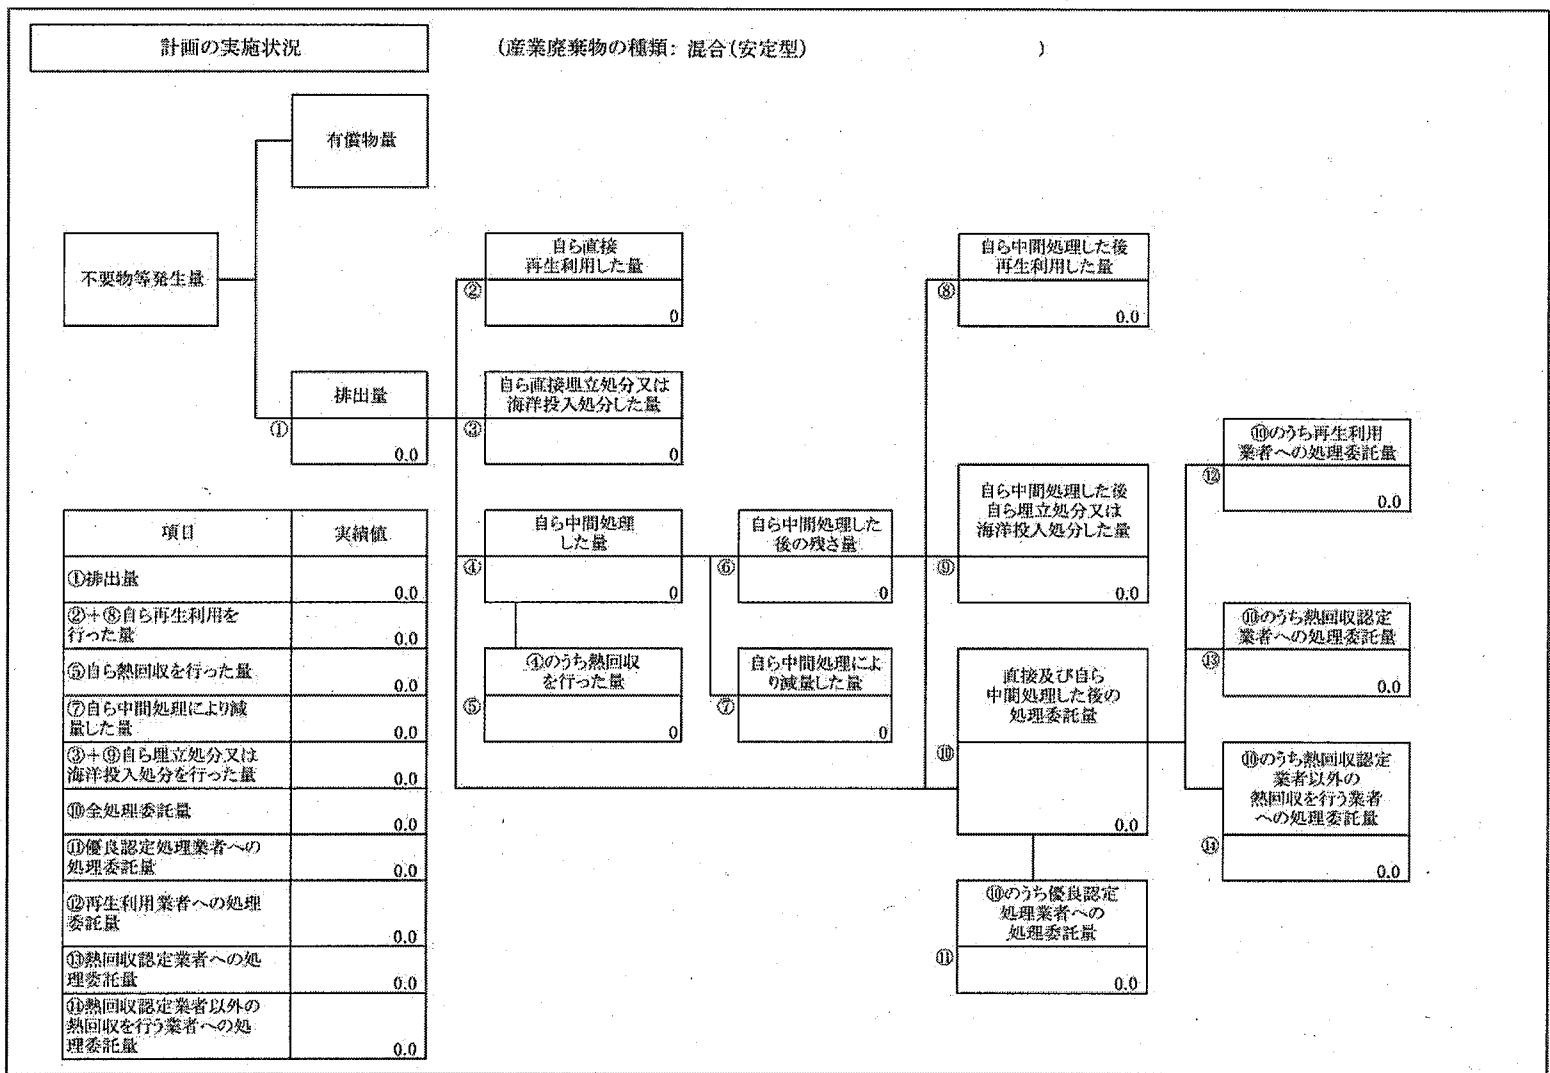 計画の実施状況
(産業廃棄物の種類: 混合(安定型) )
有償物量
不要物等発生量
排出量
①
0.0
自ら直接
再生利用した量
②
0
自ら直接埋立処分又は
海洋投入処分した量
③
0
自ら中間処理
した量
④
0
④のうち熱回収
を行った量
⑤
0
自ら中間処理した
後の残さ量
⑥
0
自ら中間処理によ
り減量した量
⑦
0
自ら中間処理した後
再生利用した量
⑧
0.0
自ら中間処理した後
自ら埋立処分又は
海洋投入処分した量
⑨
0.0
直接及び自ら
中間処理した後の
処理委託量
⑩
0.0
⑩のうち優良認定
処理業者への
処理委託量
⑪
0.0
⑩のうち再生利用
業者への処理委託量
⑫
0.0
⑩のうち熱回収認定
業者への処理委託量
⑬
0.0
⑩のうち熱回収認定
業者以外の
熱回収を行う業者
への処理委託量
⑭
0.0
項目 実績値
①排出量
0.0
②+⑧自ら再生利用を
行った量 0.0
⑤自ら熱回収を行った量
0.0
⑦自ら中間処理により減
量した量 0.0
③+⑨自ら埋立処分又は
海洋投入処分を行った量 0.0
⑩全処理委託量
0.0
⑪優良認定処理業者への
処理委託量 0.0
⑫再生利用業者への処理
委託量
0.0
⑬熱回収認定業者への処
理委託量 0.0
⑭熱回収認定業者以外の
熱回収を行う業者への処
理委託量 0.0